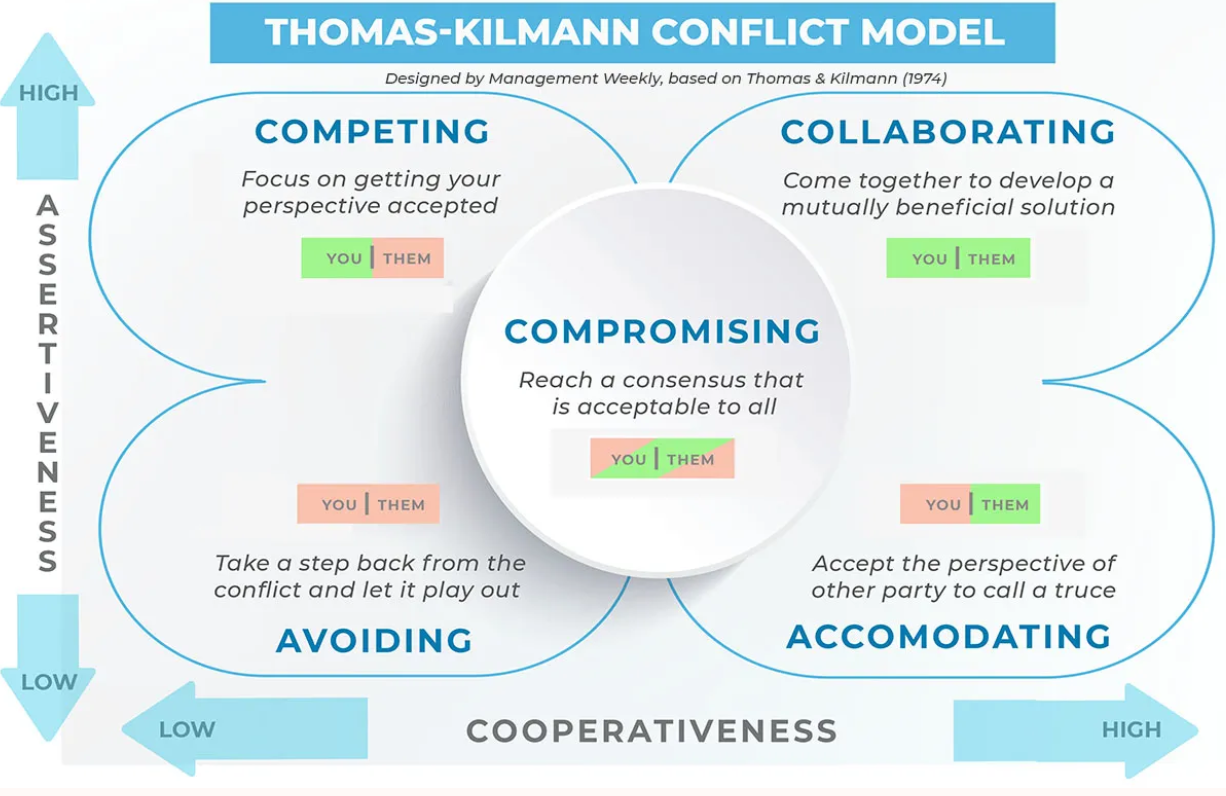 THOMAS-KILMANN CONFLICT MODEL
Designed by Management Weekly, based on Thomas & Kilmann (1974)
HIGH
ASSERTIVENESS
LOW
COMPETING
Focus on getting your
perspective accepted
YOU | THEM
COLLABORATING
Come together to develop a
mutually beneficial solution
YOU | THEM
COMPROMISING
Reach a consensus that
is acceptable to all
YOU | THEM
YOU | THEM
Take a step back from the
conflict and let it play out
AVOIDING
YOU | THEM
Accept the perspective of
other party to call a truce
ACCOMODATING
LOW
COOPERATIVENESS
HIGH